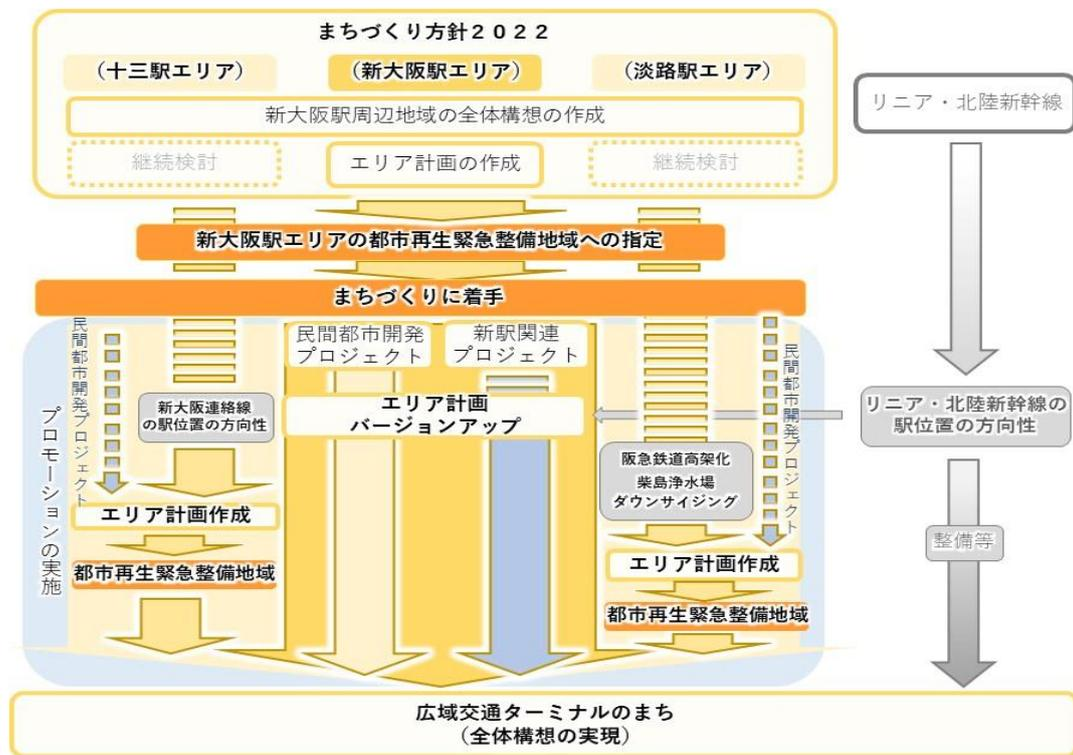 まちづくり方針２０２２
(十三駅エリア)
(新大阪駅エリア)
(淡路駅エリア)
新大阪駅周辺地域の全体構想の作成
継続検討
エリア計画の作成
継続検討
リニア・北陸新幹線
新大阪駅エリアの都市再生緊急整備地域への指定
まちづくりに着手
民間都市開発プロジェクト
民間都市開発
プロジェクト
新駅関連
プロジェクト
民間都市開発プロジェクト
プロモーションの実施
新大阪連絡線
の駅位置の方向性
エリア計画
バージョンアップ
リニア・北陸新幹線の
駅位置の方向性
阪急鉄道高架化
柴島浄水場
ダウンサイジング
エリア計画作成
都市再生緊急整備地域
エリア計画作成
都市再生緊急整備地域
整備等
広域交通ターミナルのまち
(全体構想の実現)